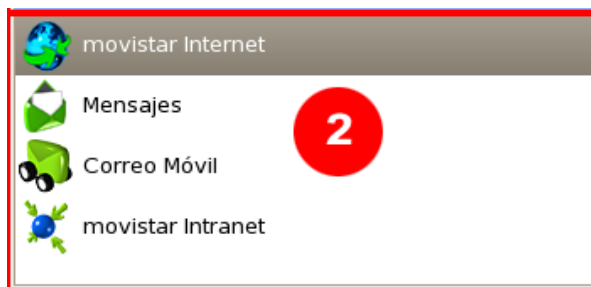 movistar Internet
Mensajes
2
Correo Móvil
movistar Intranet